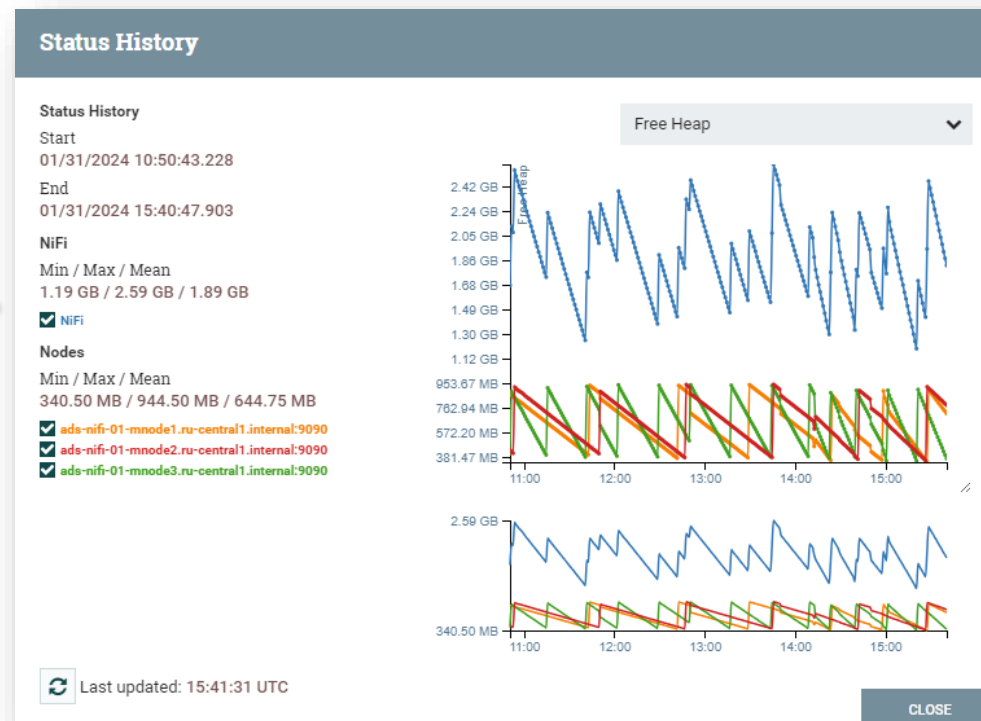 Status History
Status History
Start
01/31/2024 10:50:43.228
End
01/31/2024 15:40:47.903
NiFi
Min / Max / Mean
1.19 GB / 2.59 GB / 1.89 GB
NiFi
Nodes
Min / Max / Mean
340.50 MB / 944.50 MB / 644.75 MB
ads-nifi-01-mnode1.ru-central1.internal:9090
ads-nifi-01-mnode2.ru-central1.internal:9090
ads-nifi-01-mnode3.ru-central1.internal:9090
Free Heap
Free Heap
2.42 GB
2.24 GB
2.05 GB
1.86 GB
1.68 GB
1.49 GB
1.30 GB
1.12 GB
953.67 MB
762.94 MB
572.20 MB
381.47 MB
11:00 12:00 13:00 14:00 15:00
2.59 GB
340.50 MB
11:00 12:00 13:00 14:00 15:00
Last updated: 15:41:31 UTC
CLOSE